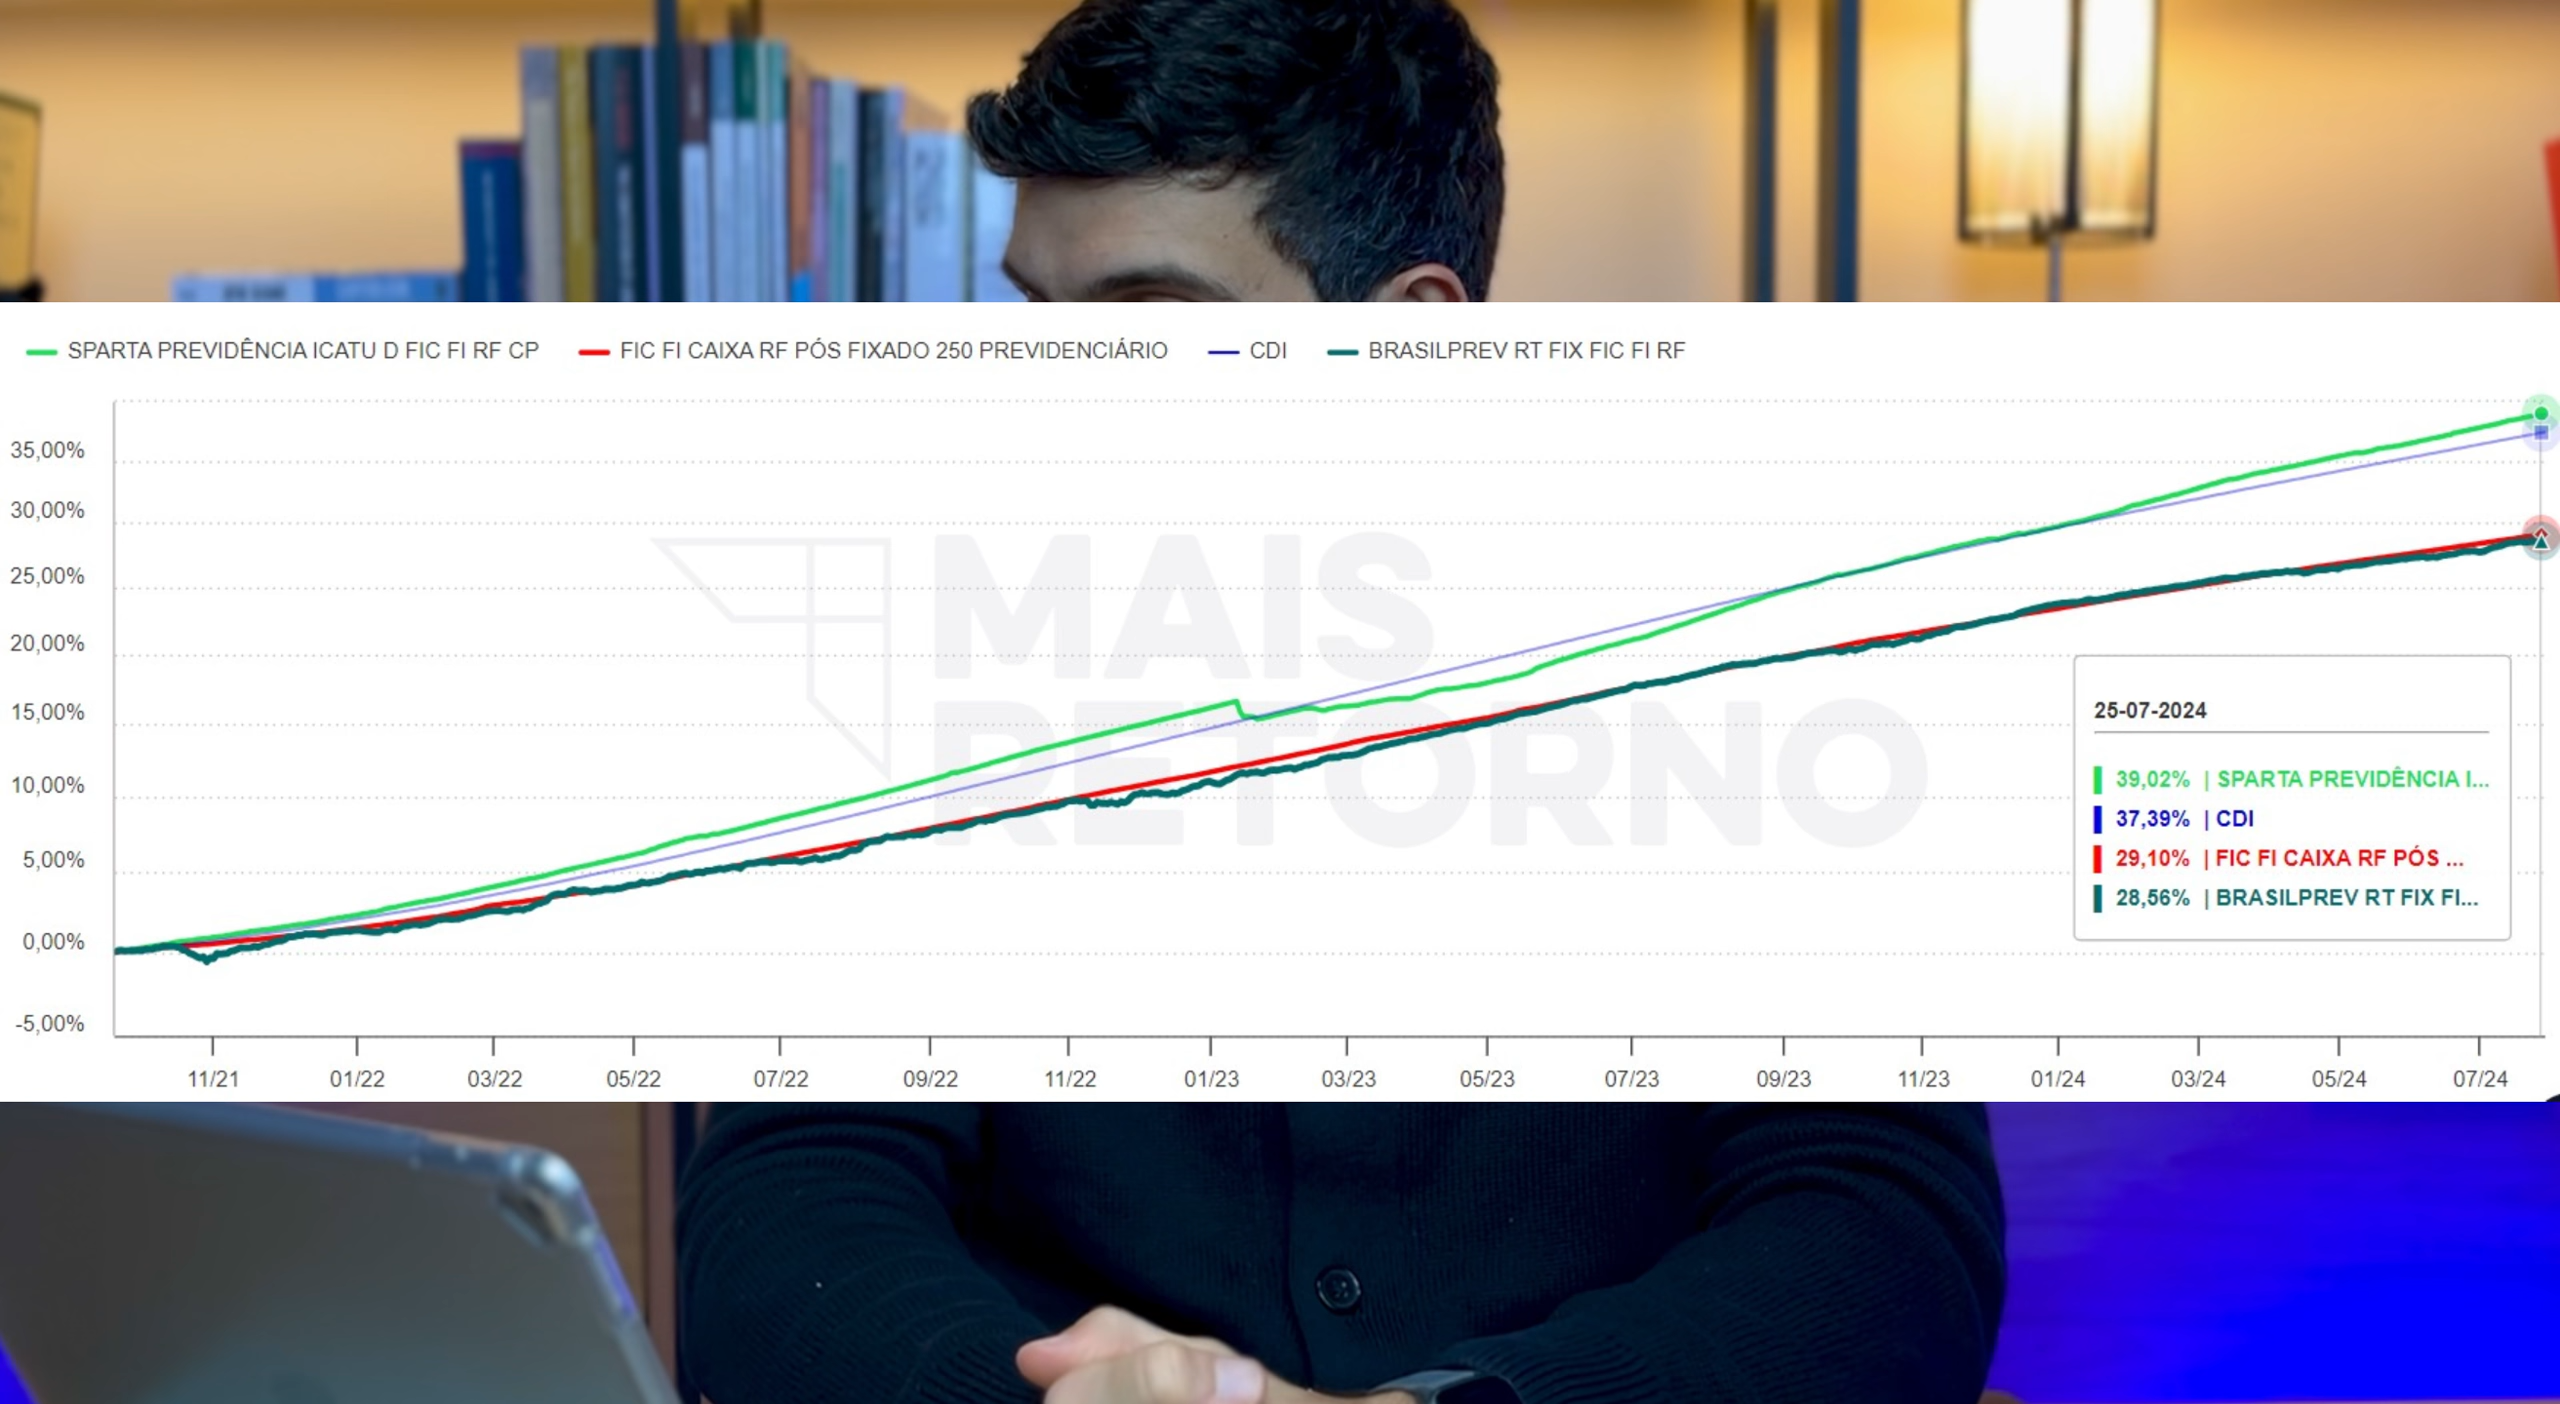 SPARTA PREVIDÊNCIA ICATU D FIC FI RF CP FIC FI CAIXA RF PÓS FIXADO 250 PREVIDENCIÁRIO CDI BRASILPREV RT FIX FIC FI RF
35,00%
30,00%
25,00%
20,00%
15,00%
10,00%
5,00%
0,00%
-5,00%
MAIS
RETORNO
25-07-2024
39,02% | SPARTA PREVIDÊNCIA I...
37,39% | CDI
29,10% | FIC FI CAIXA RF PÓS ...
28,56% | BRASILPREV RT FIX FI...
11/21 01/22 03/22 05/22 07/22 09/22 11/22 01/23 03/23 05/23 07/23 09/23 11/23 01/24 03/24 05/24 07/24